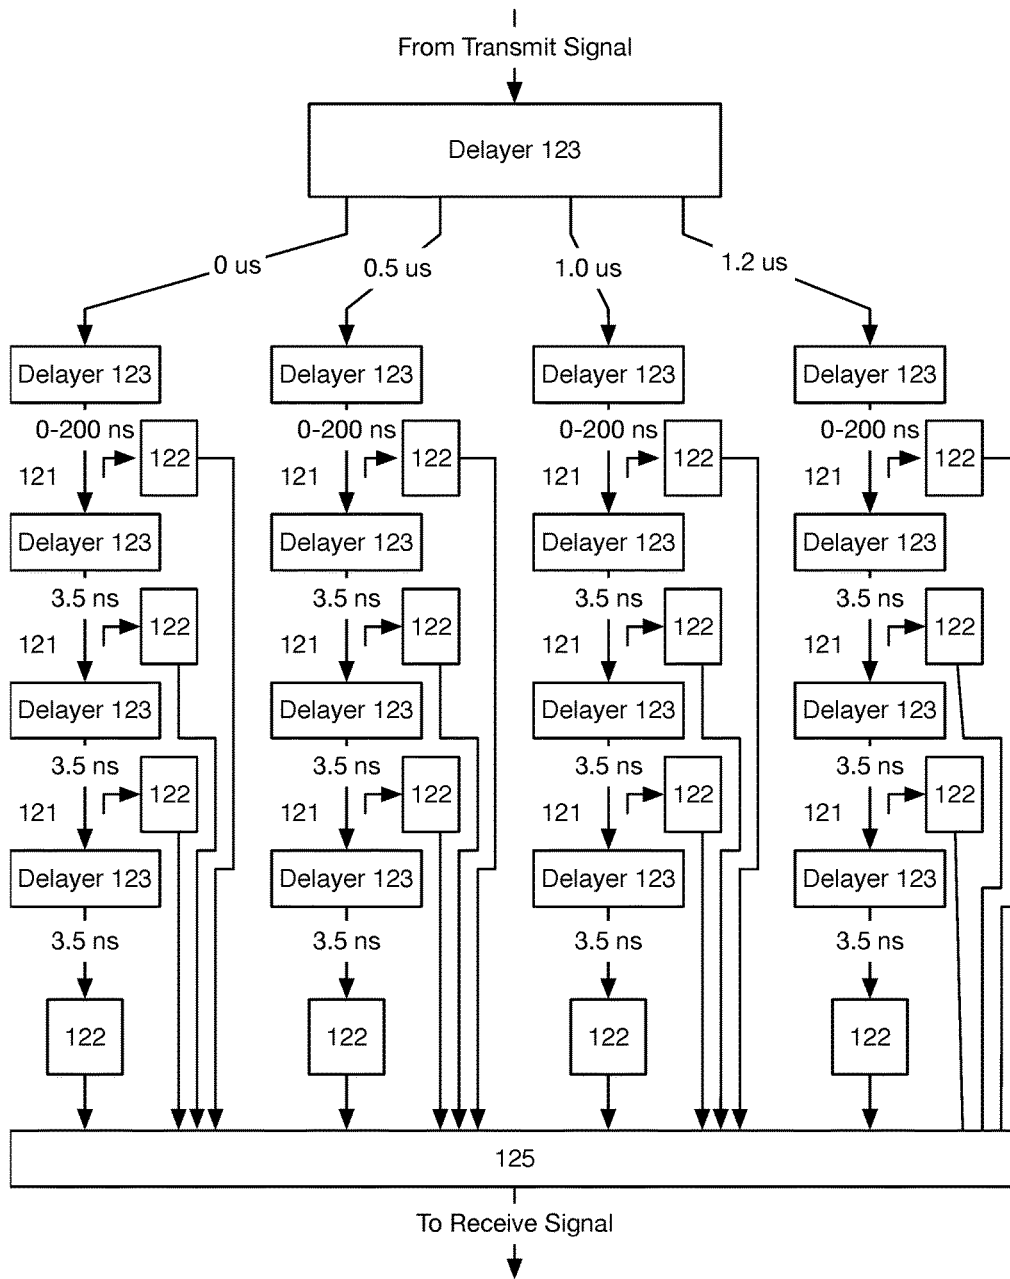 From Transmit Signal
Delayer 123
0 us 0.5 us 1.0 us 1.2 us
Delayer 123 Delayer 123 Delayer 123 Delayer 123
0-200 ns 0-200 ns 0-200 ns 0-200 ns
122 122 122 122
121 121 121 121
Delayer 123 Delayer 123 Delayer 123 Delayer 123
3.5 ns 3.5 ns 3.5 ns 3.5 ns
122 122 122 122
121 121 121 121
Delayer 123 Delayer 123 Delayer 123 Delayer 123
3.5 ns 3.5 ns 3.5 ns 3.5 ns
122 122 122 122
121 121 121 121
Delayer 123 Delayer 123 Delayer 123 Delayer 123
3.5 ns 3.5 ns 3.5 ns 3.5 ns
122 122 122 122
125
To Receive Signal